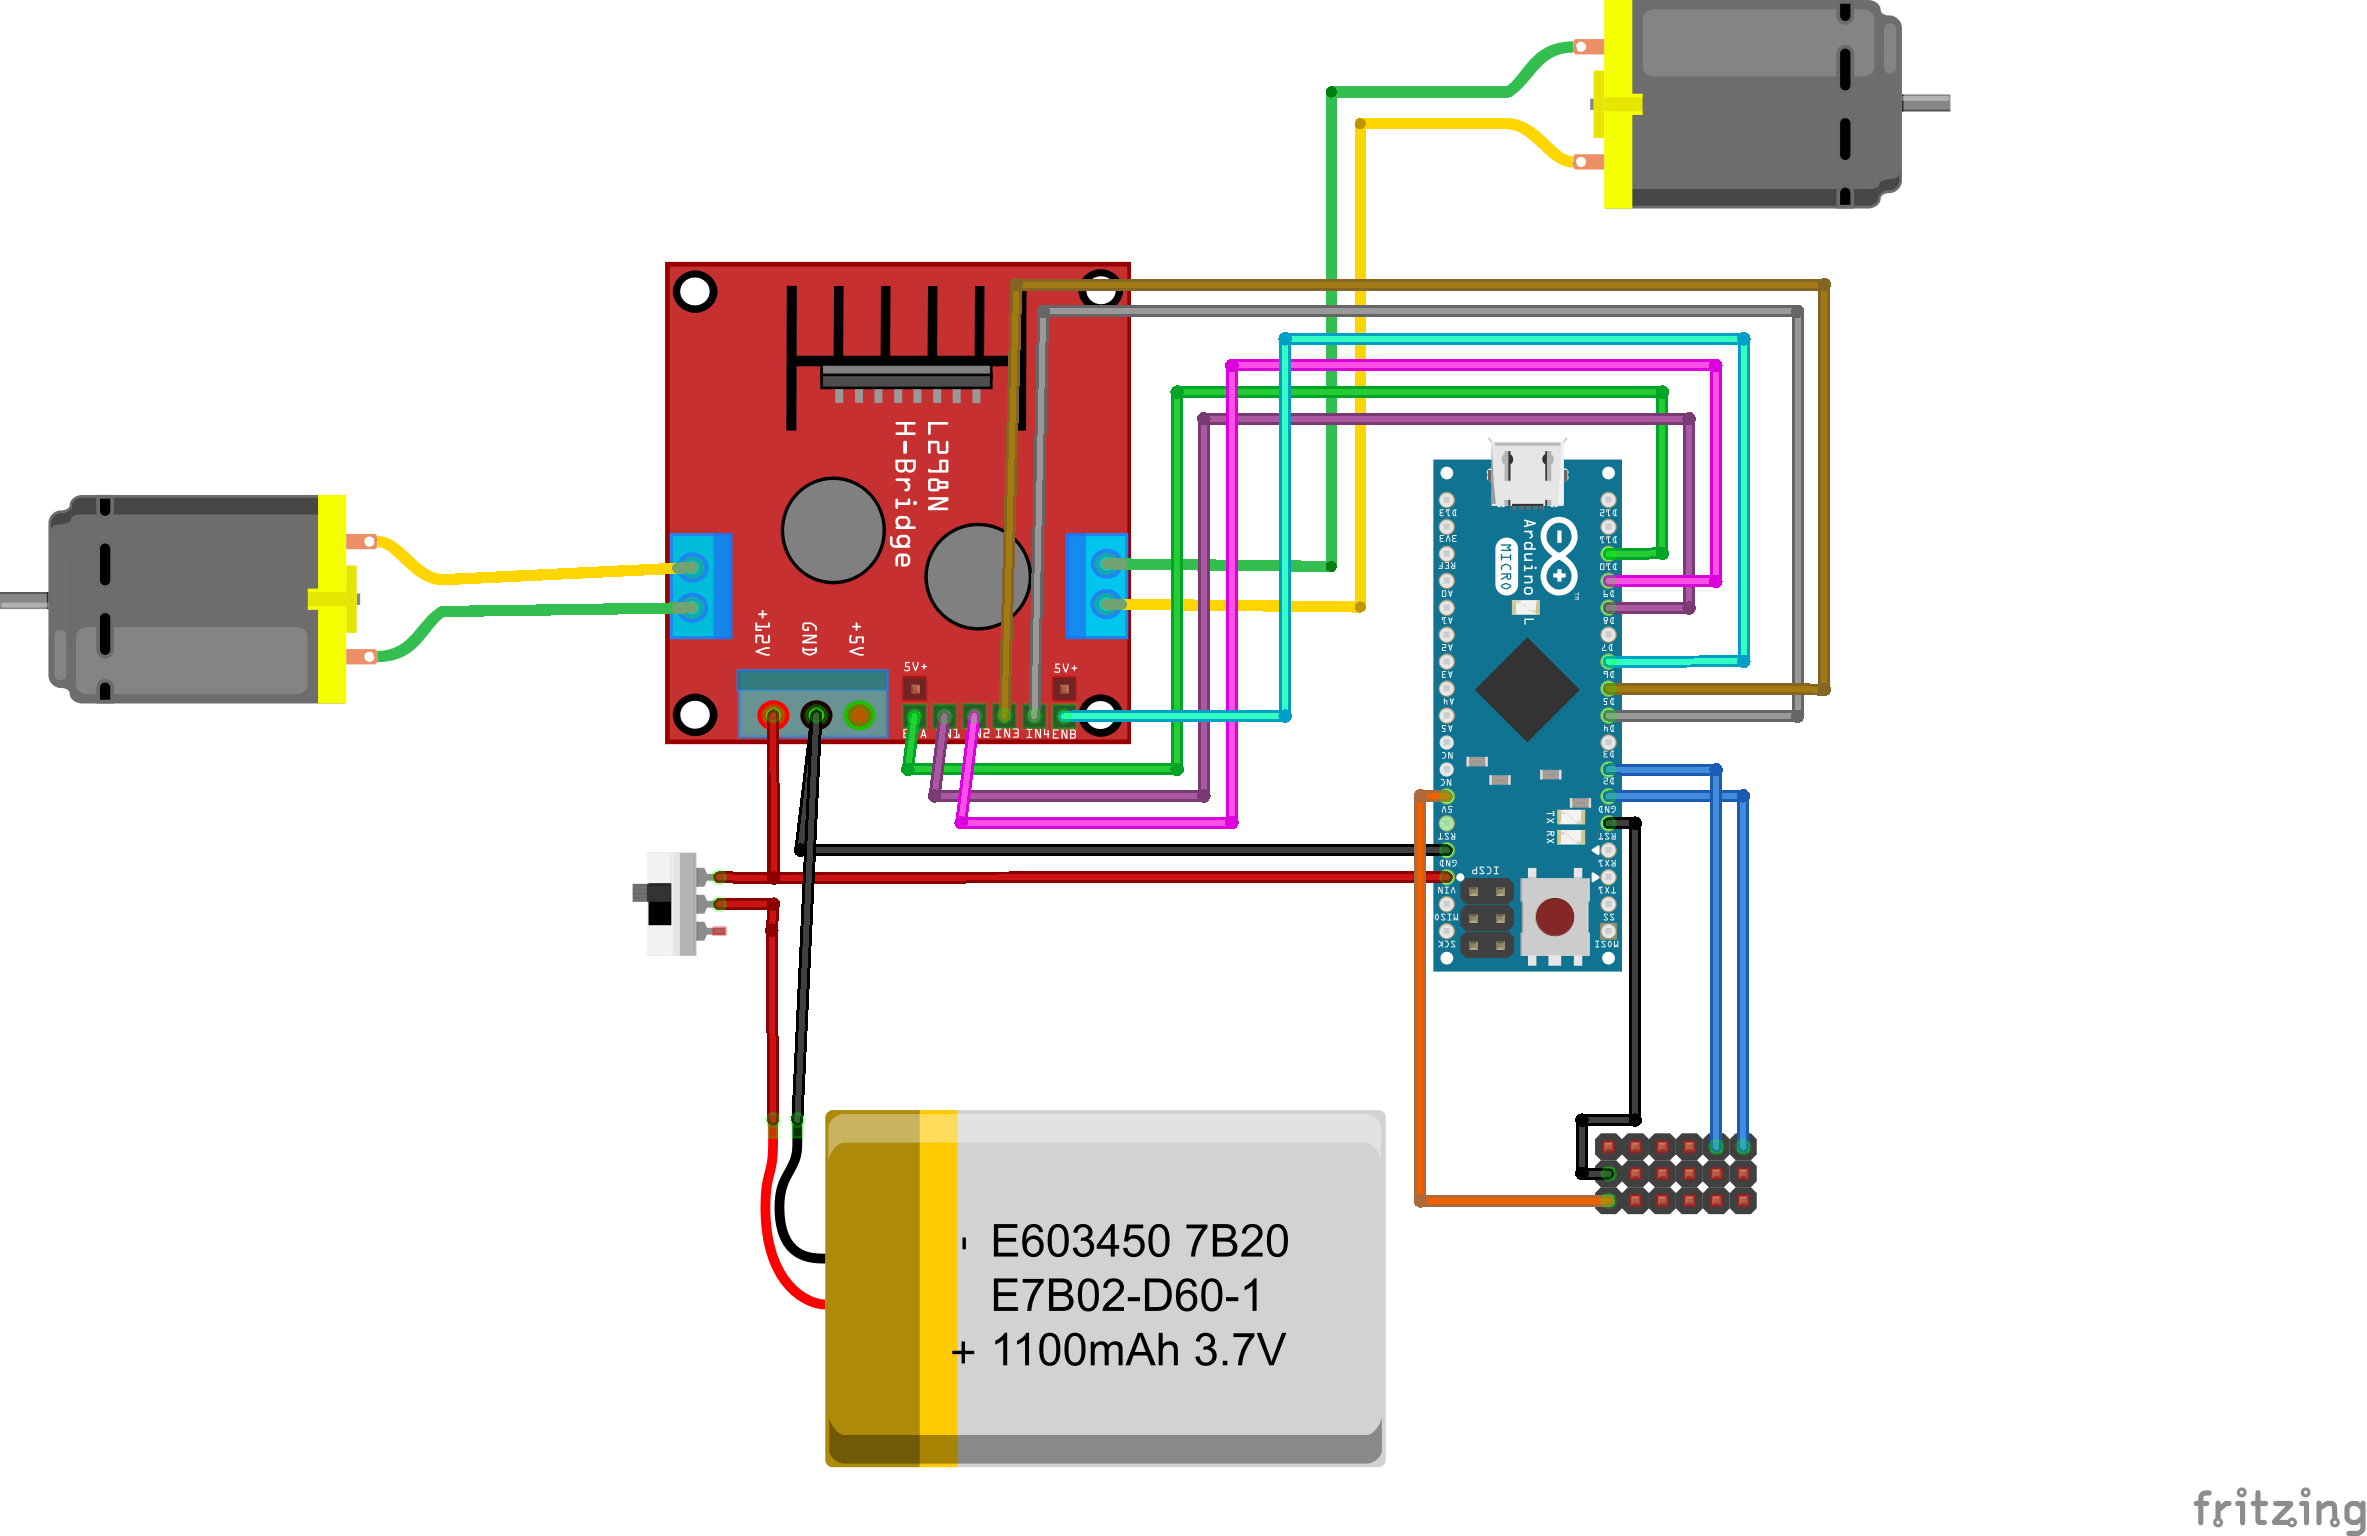 L298N
H-Bridge
+12V
GND
+5V
5V+
5V+
IN3
IN4
ENB
Arduino
MICRO
TM
L
D13
3V3
REF
A0
A1
A2
A3
A4
A5
NC
NC
5V
RST
GND
VIN
MISO
SCK
D12
D11
D10
D9
D8
D7
D6
D5
D4
D3
D2
GND
RST
RX1
TX1
SS
MOSI
TX
RX
ICSP
- E603450 7B20
E7B02-D60-1
+ 1100mAh 3.7V
fritzing